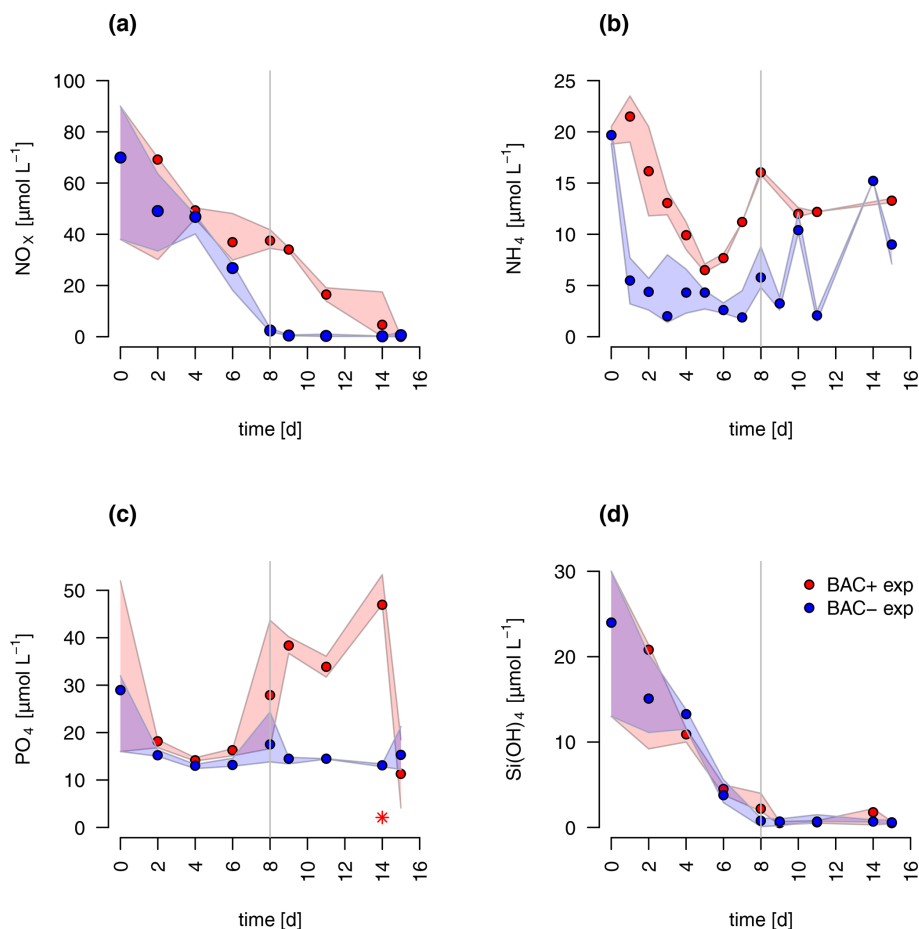 (a)
NOX [µmol L−1]
100
80
60
40
20
0
0 2 4 6 8 10 12 14 16
time [d]
(b)
NH4 [µmol L−1]
25
20
15
10
5
0
0 2 4 6 8 10 12 14 16
time [d]
(c)
PO4 [µmol L−1]
50
40
30
20
10
0
*
0 2 4 6 8 10 12 14 16
time [d]
(d)
Si(OH)4 [µmol L−1]
30
20
10
0
BAC+ exp
BAC− exp
0 2 4 6 8 10 12 14 16
time [d]